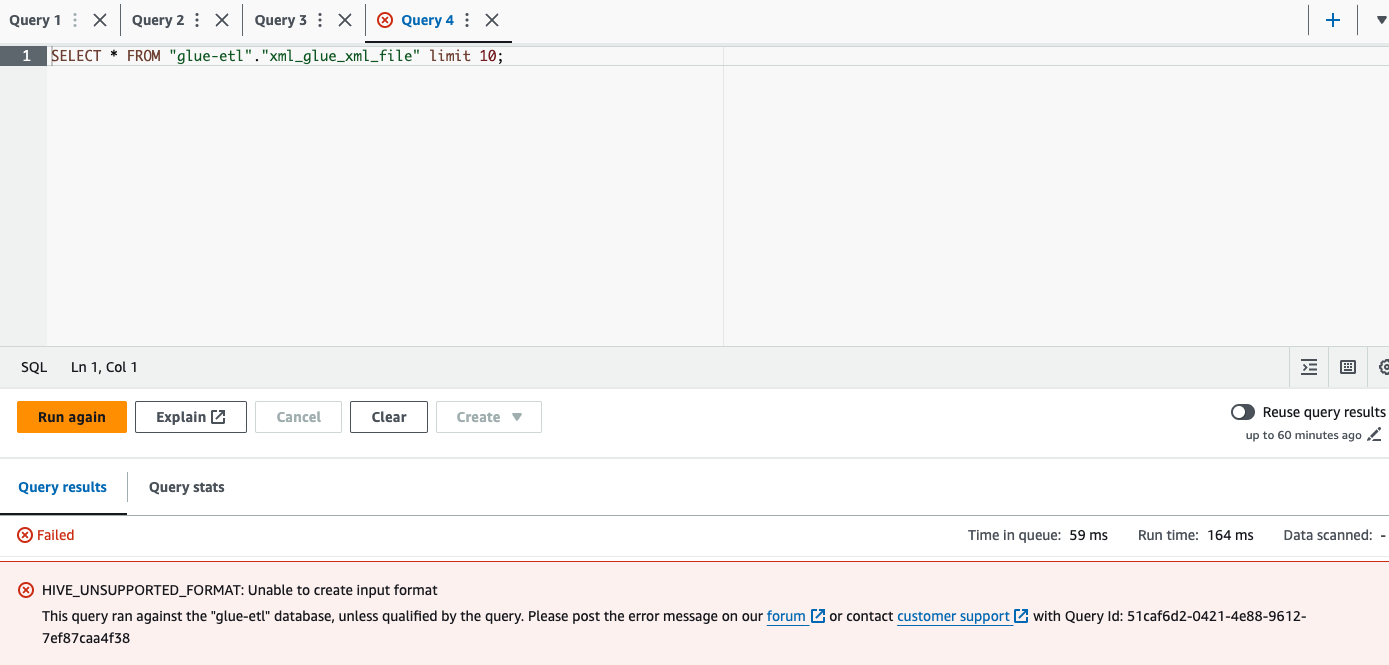 Query 1 Query 2 Query 3 Query 4
1 SELECT * FROM "glue-etl"."xml_glue_xml_file" limit 10;
SQL Ln 1, Col 1
Run again Explain Cancel Clear Create Reuse query results
up to 60 minutes ago
Query results Query stats
Failed Time in queue: 59 ms Run time: 164 ms Data scanned: -
HIVE_UNSUPPORTED_FORMAT: Unable to create input format
This query ran against the "glue-etl" database, unless qualified by the query. Please post the error message on our forum or contact customer support with Query Id: 51caf6d2-0421-4e88-9612-
7ef87caa4f38